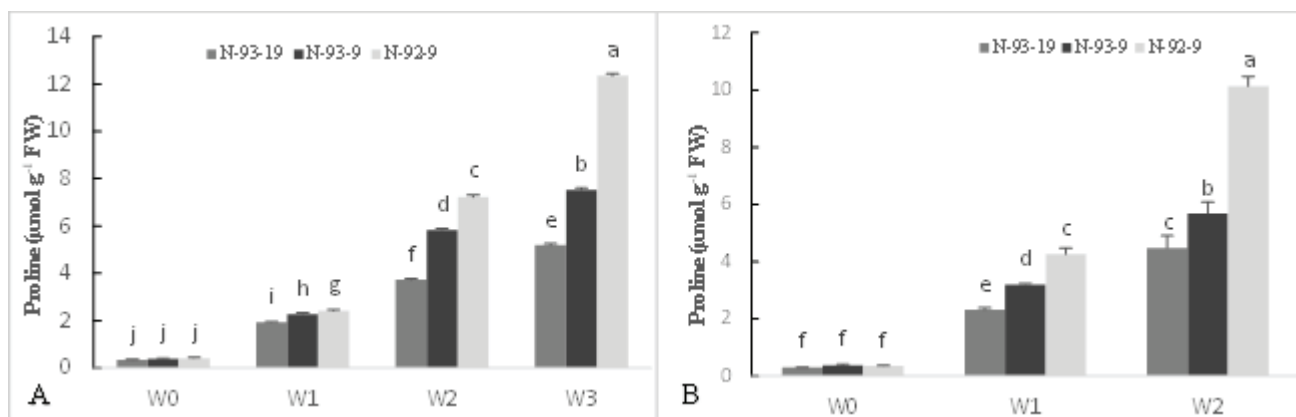 14
12
10
8
6
4
2
0
Proline (μmol g⁻¹ FW)
N-93-19 N-93-9 N-92-9
j j j
i h g
f d c
e b a
W0 W1 W2 W3
A
12
10
8
6
4
2
0
Proline (μmol g⁻¹ FW)
N-93-19 N-93-9 N-92-9
f f f
e d c
c b a
W0 W1 W2
B